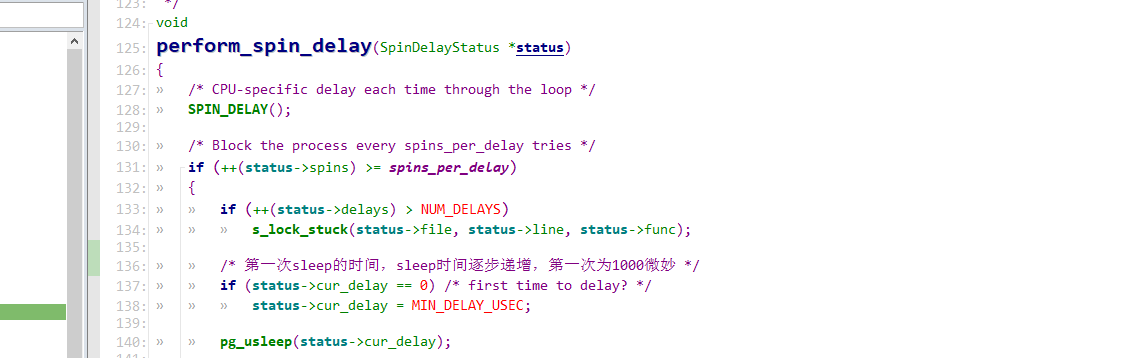 123: */
124: void
125: perform_spin_delay(SpinDelayStatus *status)
126: {
127: » /* CPU-specific delay each time through the loop */
128: » SPIN_DELAY();
129:
130: » /* Block the process every spins_per_delay tries */
131: » if (++(status->spins) >= spins_per_delay)
132: » {
133: » » if (++(status->delays) > NUM_DELAYS)
134: » » » s_lock_stuck(status->file, status->line, status->func);
135:
136: » » /* 第一次sleep的时间，sleep时间逐步递增，第一次为1000微妙 */
137: » » if (status->cur_delay == 0) /* first time to delay? */
138: » » » status->cur_delay = MIN_DELAY_USEC;
139:
140: » » pg_usleep(status->cur_delay);
141: